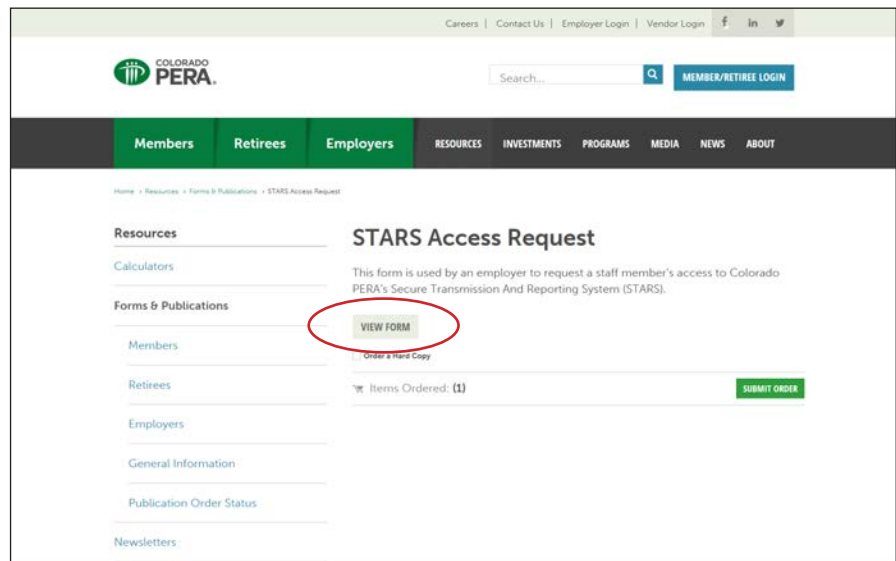 Careers | Contact Us | Employer Login | Vendor Login f in
COLORADO
PERA®
Search...
MEMBER/RETIREE LOGIN
Members Retirees Employers RESOURCES INVESTMENTS PROGRAMS MEDIA NEWS ABOUT
Home › Resources › Forms & Publications › STARS Access Request
Resources
Calculators
Forms & Publications
Members
Retirees
Employers
General Information
Publication Order Status
Newsletters
STARS Access Request
This form is used by an employer to request a staff member's access to Colorado
PERA's Secure Transmission And Reporting System (STARS).
VIEW FORM
Order a Hard Copy
Items Ordered: (1)
SUBMIT ORDER